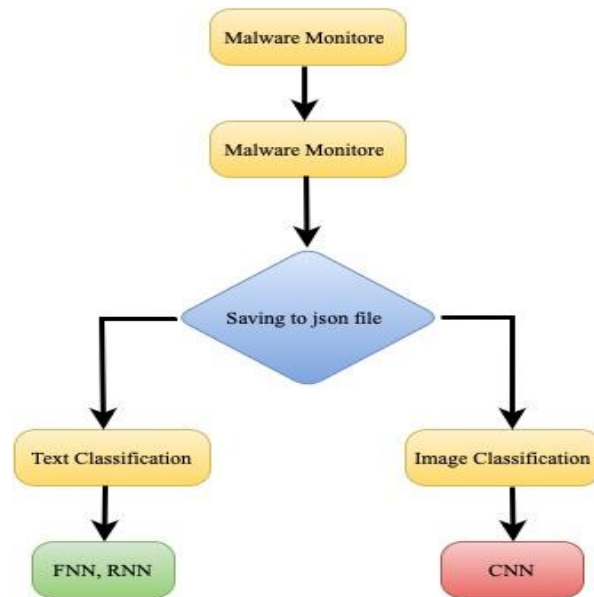 Malware Monitore
Malware Monitore
Saving to json file
Text Classification
Image Classification
FNN, RNN
CNN